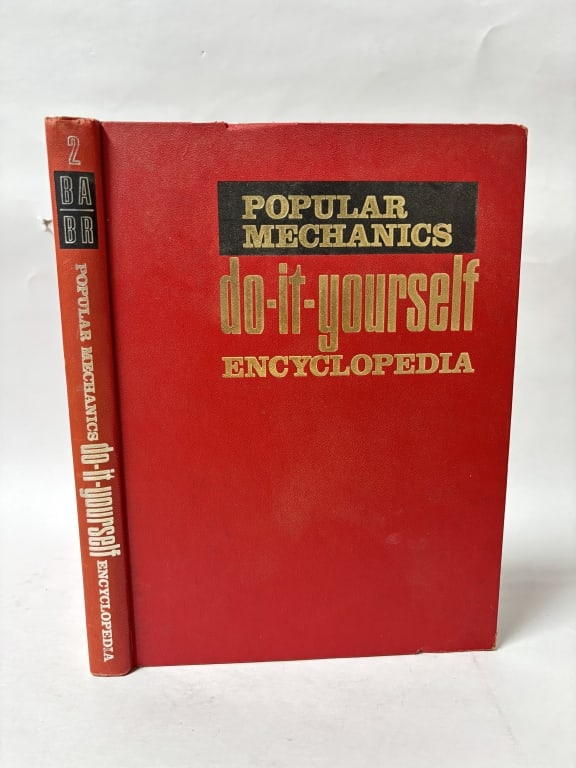 2
BA
BR
POPULAR MECHANICS do-it-yourself ENCYCLOPEDIA
POPULAR
MECHANICS
do-it-yourself
ENCYCLOPEDIA